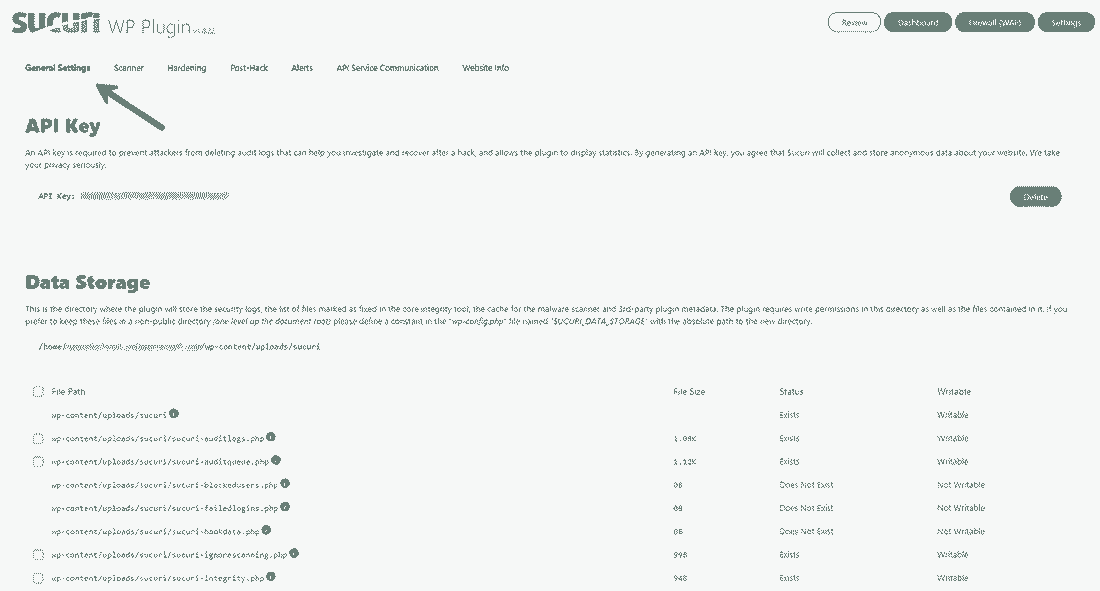 SUCURI WP Plugin
Review Dashboard Firewall (WAF) Settings
General Settings Scanner Hardening Post-Hack Alerts API Service Communication Website Info
API Key
An API key is required to prevent attackers from deleting audit logs that can help you investigate and recover after a hack, and allows the plugin to display statistics. By generating an API key, you agree that Sucuri will collect and store anonymous data about your website. We take
your privacy seriously.
API Key:
Delete
Data Storage
This is the directory where the plugin will store the security logs, the list of files marked as fixed in the core integrity tool, the cache for the malware scanner and 3rd-party plugin metadata. The plugin requires write permissions in this directory as well as the files contained in it. If you
prefer to keep these files in a non-public directory (one level up the document root) please define a constant in the "wp-config.php" file named "SUCURI_DATA_STORAGE" with the absolute path to the new directory.
/home/ /wp-content/uploads/sucuri
File Path File Size Status Writable
wp-content/uploads/sucuri Exists Writable
wp-content/uploads/sucuri/sucuri-auditlogs.php Exists Writable
wp-content/uploads/sucuri/sucuri-auditqueue.php Exists Writable
wp-content/uploads/sucuri/sucuri-blockedusers.php 0B Does Not Exist Not Writable
wp-content/uploads/sucuri/sucuri-failedlogins.php 0B Does Not Exist Not Writable
wp-content/uploads/sucuri/sucuri-hookdata.php 0B Does Not Exist Not Writable
wp-content/uploads/sucuri/sucuri-ignorescanning.php Exists Writable
wp-content/uploads/sucuri/sucuri-integrity.php 94B Exists Writable